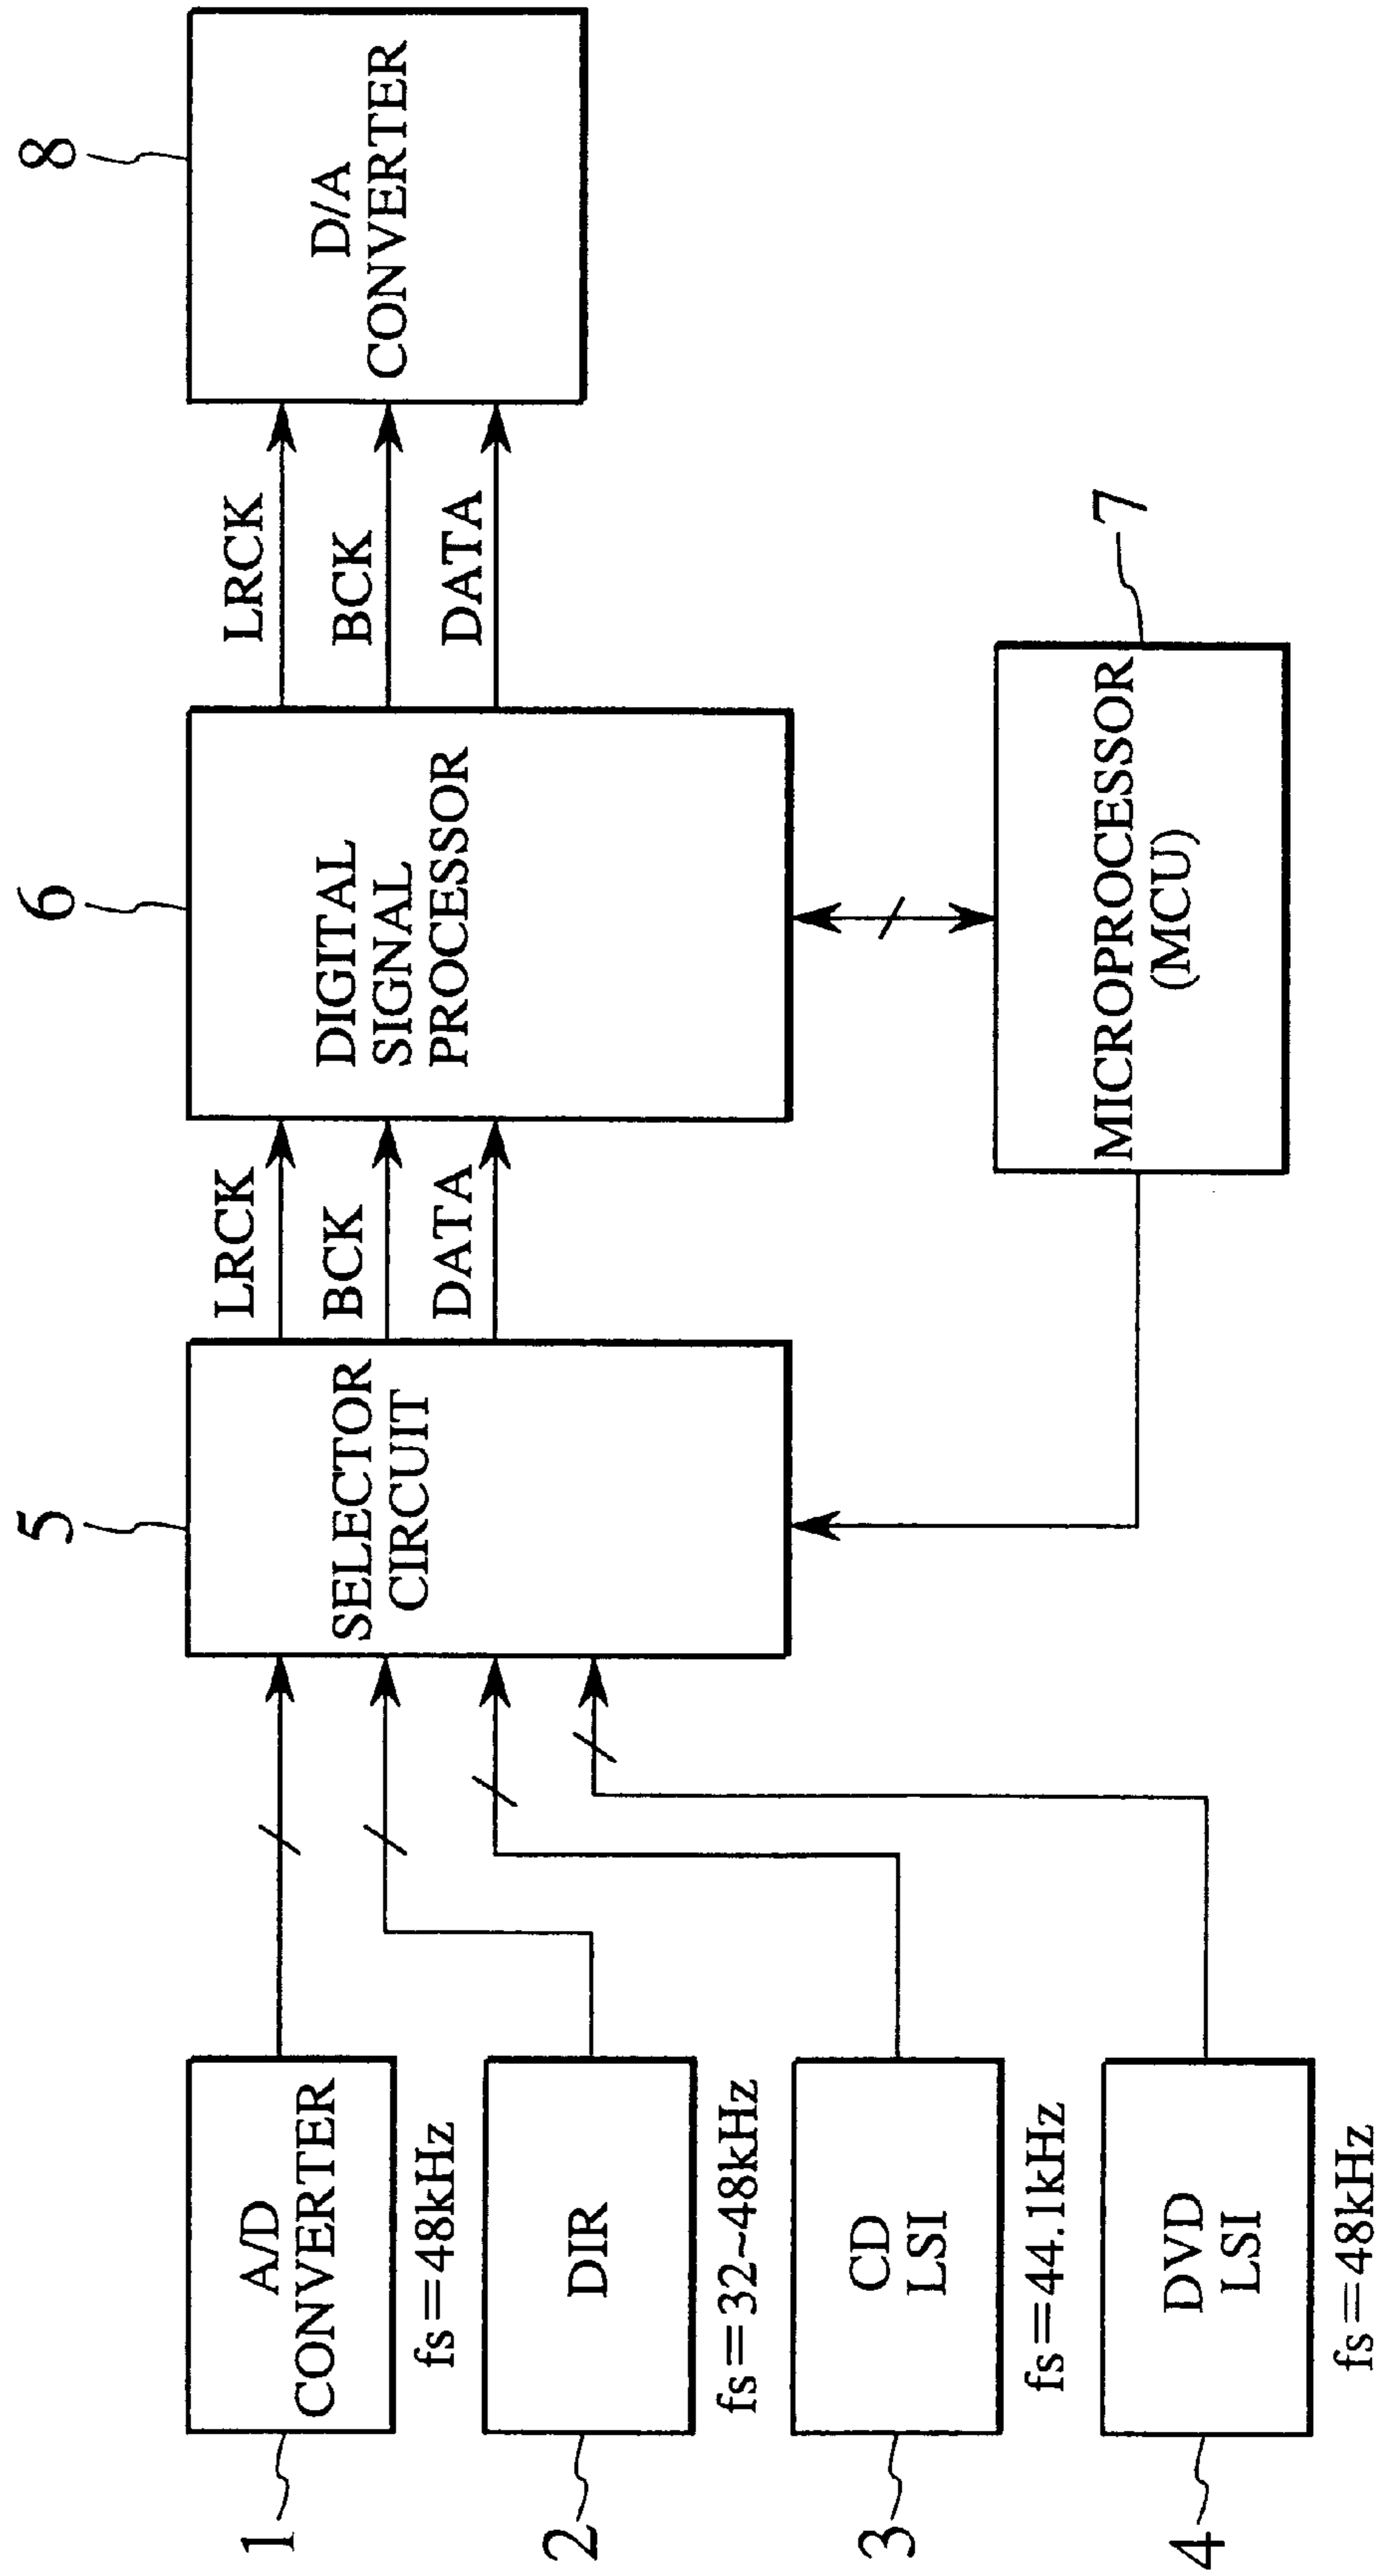 1
A/D
CONVERTER
fs=48kHz
2
DIR
fs=32~48kHz
3
CD
LSI
fs=44.1kHz
4
DVD
LSI
fs=48kHz
5
SELECTOR
CIRCUIT
LRCK
BCK
DATA
6
DIGITAL
SIGNAL
PROCESSOR
LRCK
BCK
DATA
7
MICROPROCESSOR
(MCU)
8
D/A
CONVERTER